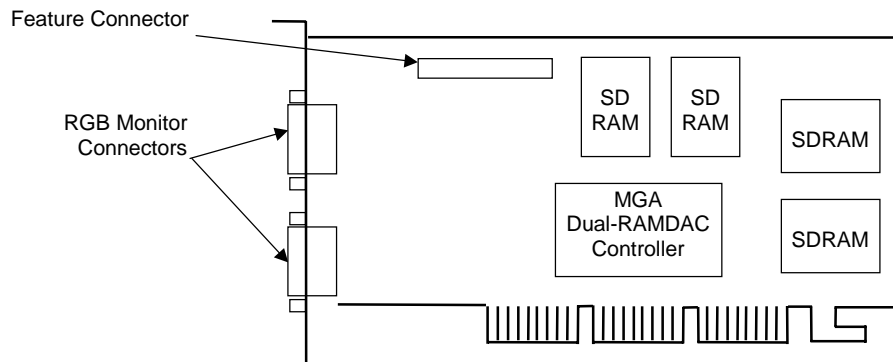 Feature Connector
RGB Monitor
Connectors
SD
RAM
SD
RAM
SDRAM
MGA
Dual-RAMDAC
Controller
SDRAM